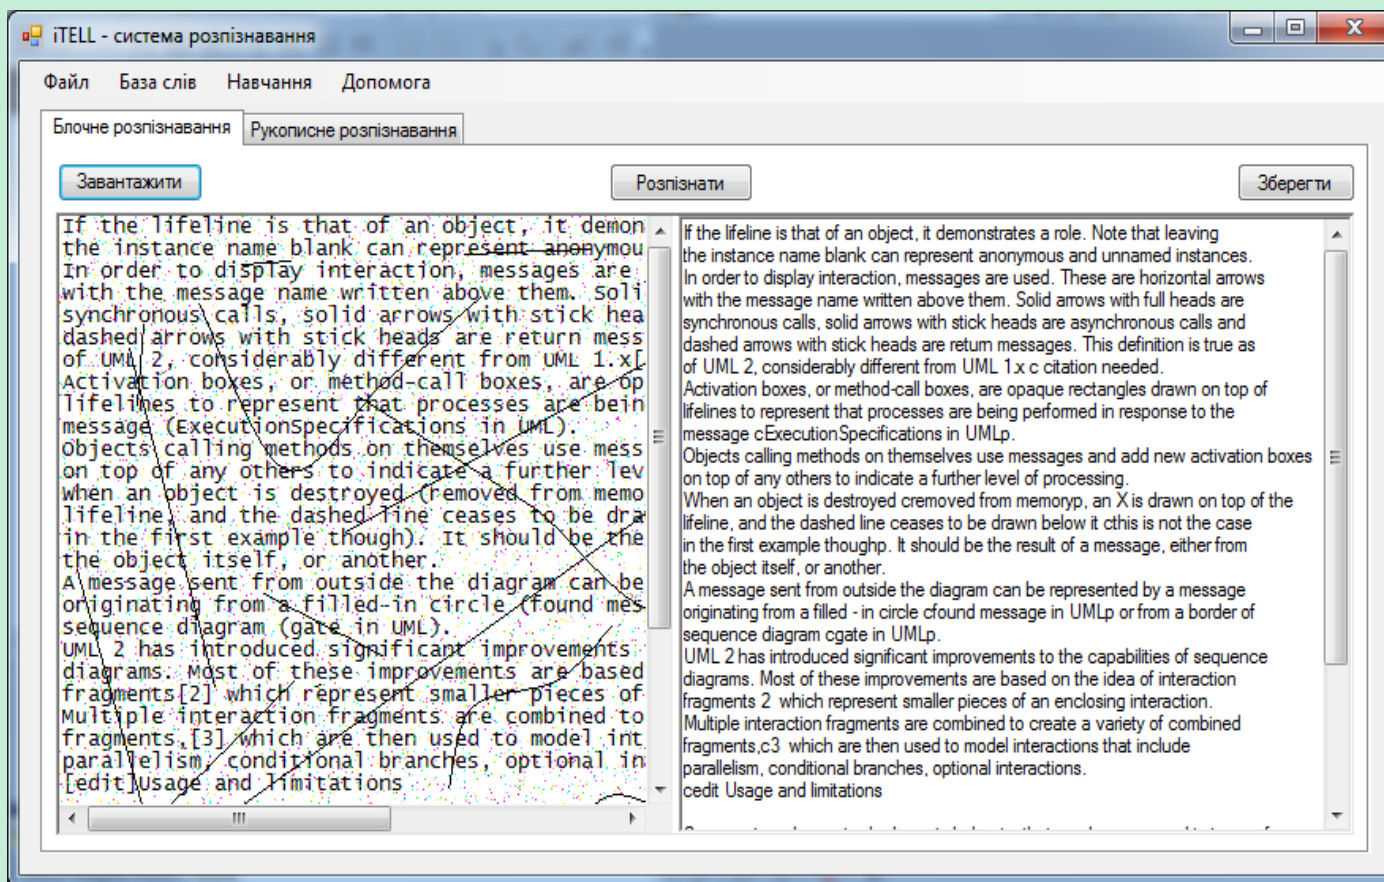 iTELL - система розпізнавання
Файл База слів Навчання Допомога
Блочне розпізнавання Рукописне розпізнавання
Завантажити Розпізнати Зберегти
If the lifeline is that of an object, it demon
the instance name blank can represent anonymou
In order to display interaction, messages are
with the message name written above them. Soli
synchronous calls, solid arrows with stick hea
dashed arrows with stick heads are return mess
of UML 2, considerably different from UML 1.x[
Activation boxes, or method-call boxes, are op
lifelines to represent that processes are bein
message (ExecutionSpecifications in UML).
Objects calling methods on themselves use mess
on top of any others to indicate a further lev
When an object is destroyed (removed from memo
lifeline, and the dashed line ceases to be dra
in the first example though). It should be the
the object itself, or another.
A message sent from outside the diagram can be
originating from a filled-in circle (found mes
sequence diagram (gate in UML).
UML 2 has introduced significant improvements
diagrams. Most of these improvements are based
fragments[2] which represent smaller pieces of
Multiple interaction fragments are combined to
fragments,[3] which are then used to model int
parallelism, conditional branches, optional in
[edit]Usage and limitations
If the lifeline is that of an object, it demonstrates a role. Note that leaving
the instance name blank can represent anonymous and unnamed instances.
In order to display interaction, messages are used. These are horizontal arrows
with the message name written above them. Solid arrows with full heads are
synchronous calls, solid arrows with stick heads are asynchronous calls and
dashed arrows with stick heads are return messages. This definition is true as
of UML 2, considerably different from UML 1.x c citation needed.
Activation boxes, or method-call boxes, are opaque rectangles drawn on top of
lifelines to represent that processes are being performed in response to the
message cExecutionSpecifications in UMLp.
Objects calling methods on themselves use messages and add new activation boxes
on top of any others to indicate a further level of processing.
When an object is destroyed cremoved from memoryp, an X is drawn on top of the
lifeline, and the dashed line ceases to be drawn below it cthis is not the case
in the first example thoughp. It should be the result of a message, either from
the object itself, or another.
A message sent from outside the diagram can be represented by a message
originating from a filled - in circle cfound message in UMLp or from a border of
sequence diagram cgate in UMLp.
UML 2 has introduced significant improvements to the capabilities of sequence
diagrams. Most of these improvements are based on the idea of interaction
fragments 2 which represent smaller pieces of an enclosing interaction.
Multiple interaction fragments are combined to create a variety of combined
fragments,c3 which are then used to model interactions that include
parallelism, conditional branches, optional interactions.
cedit Usage and limitations